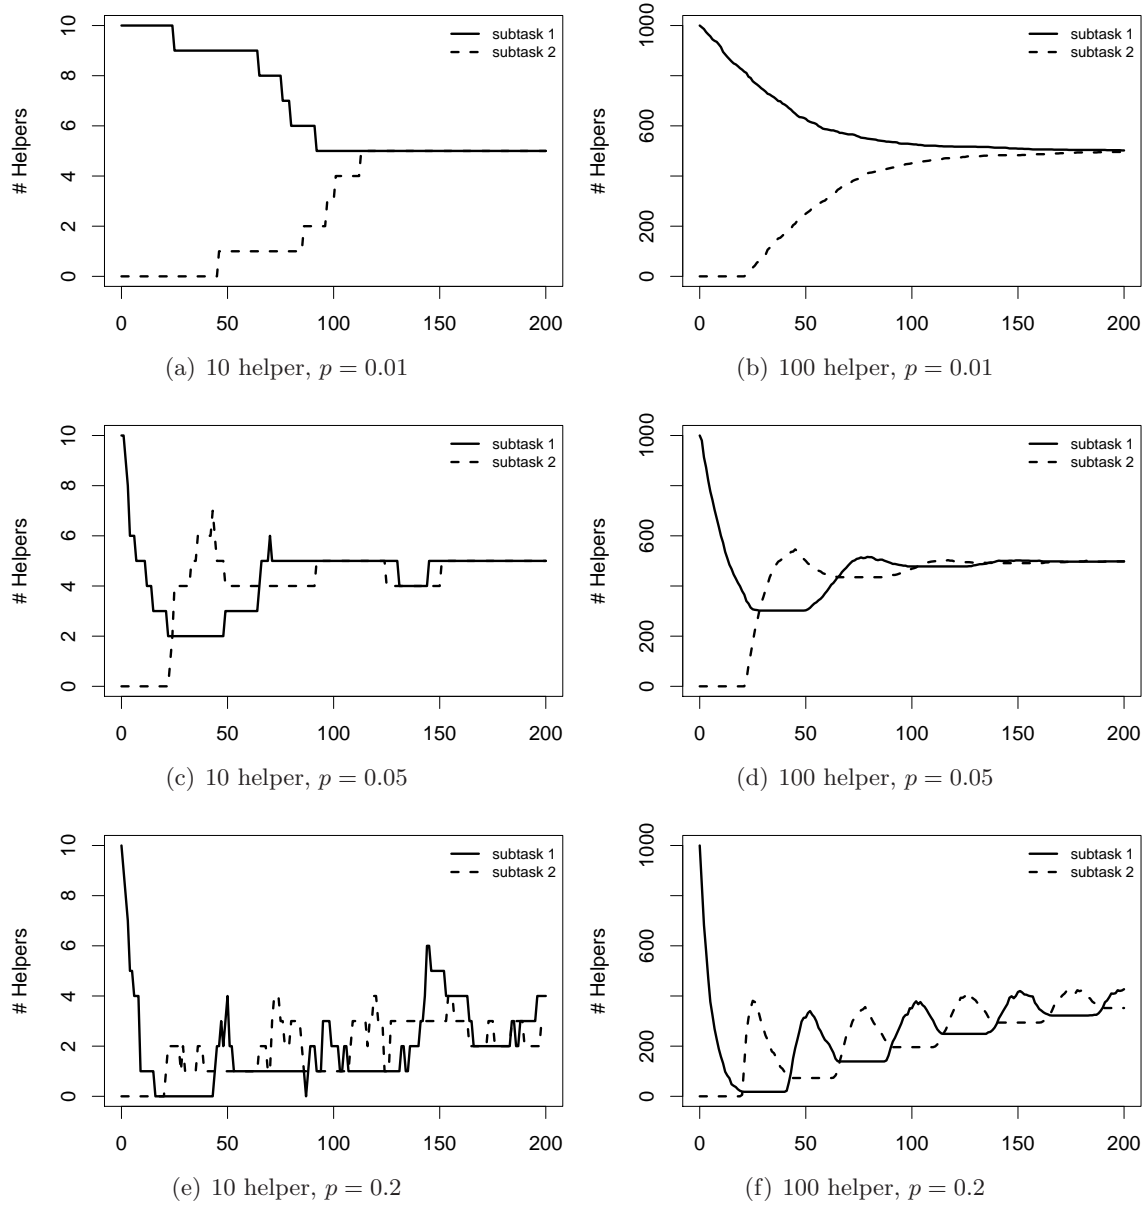 # Helpers
10
8
6
4
2
0
subtask 1
subtask 2
0 50 100 150 200
(a) 10 helper, p = 0.01
# Helpers
1000
600
200
0
subtask 1
subtask 2
0 50 100 150 200
(b) 100 helper, p = 0.01
# Helpers
10
8
6
4
2
0
subtask 1
subtask 2
0 50 100 150 200
(c) 10 helper, p = 0.05
# Helpers
1000
600
200
0
subtask 1
subtask 2
0 50 100 150 200
(d) 100 helper, p = 0.05
# Helpers
10
8
6
4
2
0
subtask 1
subtask 2
0 50 100 150 200
(e) 10 helper, p = 0.2
# Helpers
1000
600
200
0
subtask 1
subtask 2
0 50 100 150 200
(f) 100 helper, p = 0.2